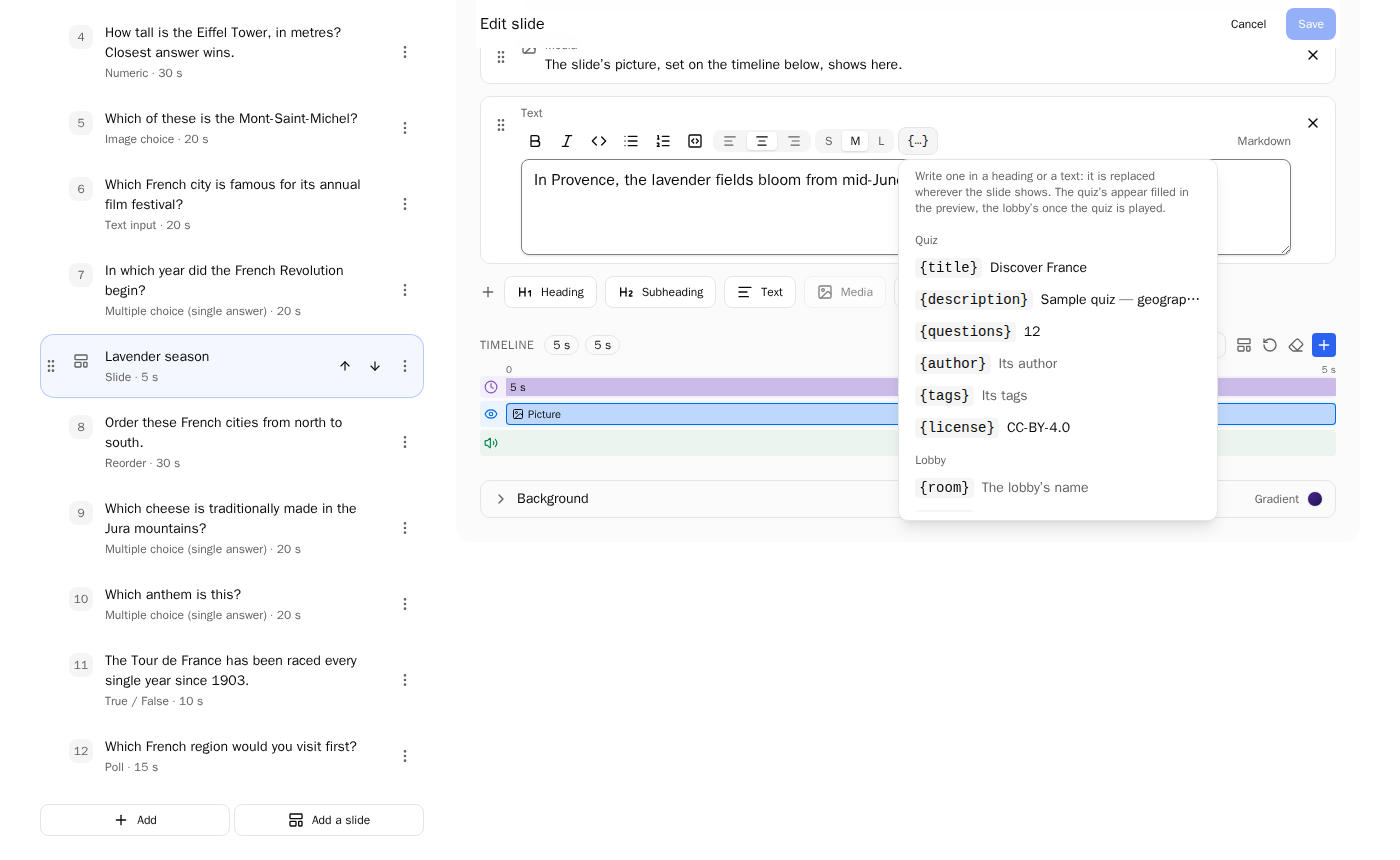 4
How tall is the Eiffel Tower, in metres?
Closest answer wins.
Numeric · 30 s
5
Which of these is the Mont-Saint-Michel?
Image choice · 20 s
6
Which French city is famous for its annual
film festival?
Text input · 20 s
7
In which year did the French Revolution
begin?
Multiple choice (single answer) · 20 s
Lavender season
Slide · 5 s
8
Order these French cities from north to
south.
Reorder · 30 s
9
Which cheese is traditionally made in the
Jura mountains?
Multiple choice (single answer) · 20 s
10
Which anthem is this?
Multiple choice (single answer) · 20 s
11
The Tour de France has been raced every
single year since 1903.
True / False · 10 s
12
Which French region would you visit first?
Poll · 15 s
Add
Add a slide
Edit slide
Cancel
Save
The slide's picture, set on the timeline below, shows here.
Text
S M L {…}
Markdown
In Provence, the lavender fields bloom from
Write one in a heading or a text: it is replaced
wherever the slide shows. The quiz's appear filled in
the preview, the lobby's once the quiz is played.
Quiz
{title} Discover France
{description} Sample quiz — geograp···
{questions} 12
{author} Its author
{tags} Its tags
{license} CC-BY-4.0
Lobby
{room} The lobby's name
H1 Heading
H2 Subheading
Text
Media
TIMELINE
5 s
5 s
0
5 s
5 s
Picture
Background
Gradient